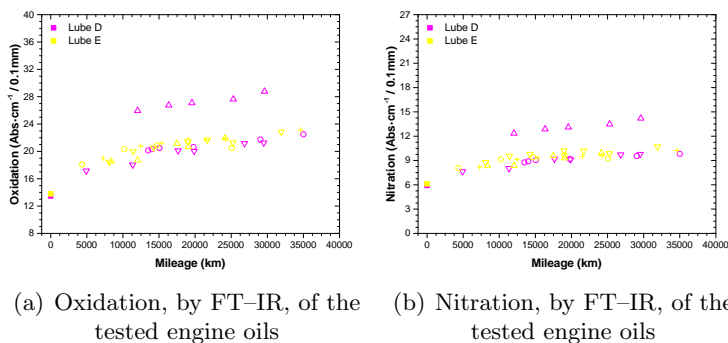 Lube D
Lube E
Oxidation (Abs·cm⁻¹ / 0.1mm)
40
36
32
28
24
20
16
12
8
0 5000 10000 15000 20000 25000 30000 35000 40000
Mileage (km)
Lube D
Lube E
Nitration (Abs·cm⁻¹ / 0.1mm)
27
24
21
18
15
12
9
6
3
0
0 5000 10000 15000 20000 25000 30000 35000 40000
Mileage (km)
(a) Oxidation, by FT–IR, of the
tested engine oils
(b) Nitration, by FT–IR, of the
tested engine oils